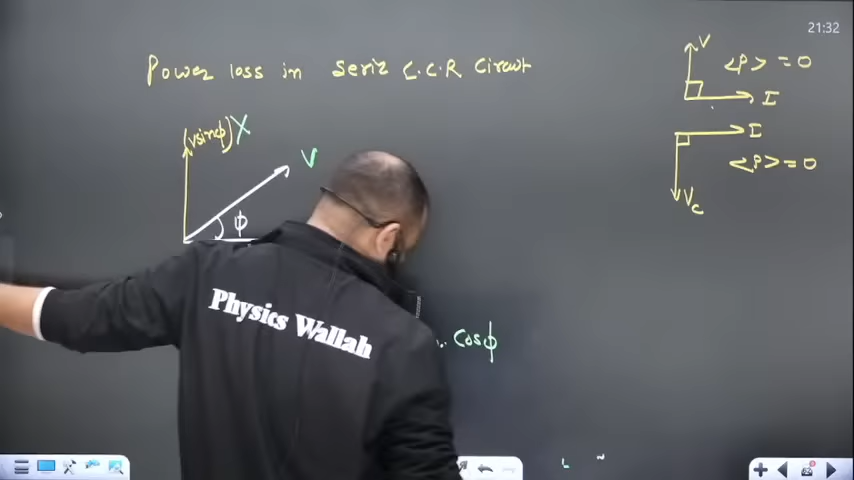 21:32
Power loss in Seriz L.C.R Circuit
V
<P> = 0
I
I
<P> = 0
Vc
(Vsinφ) X
V
φ
Physics Wallah
cosφ